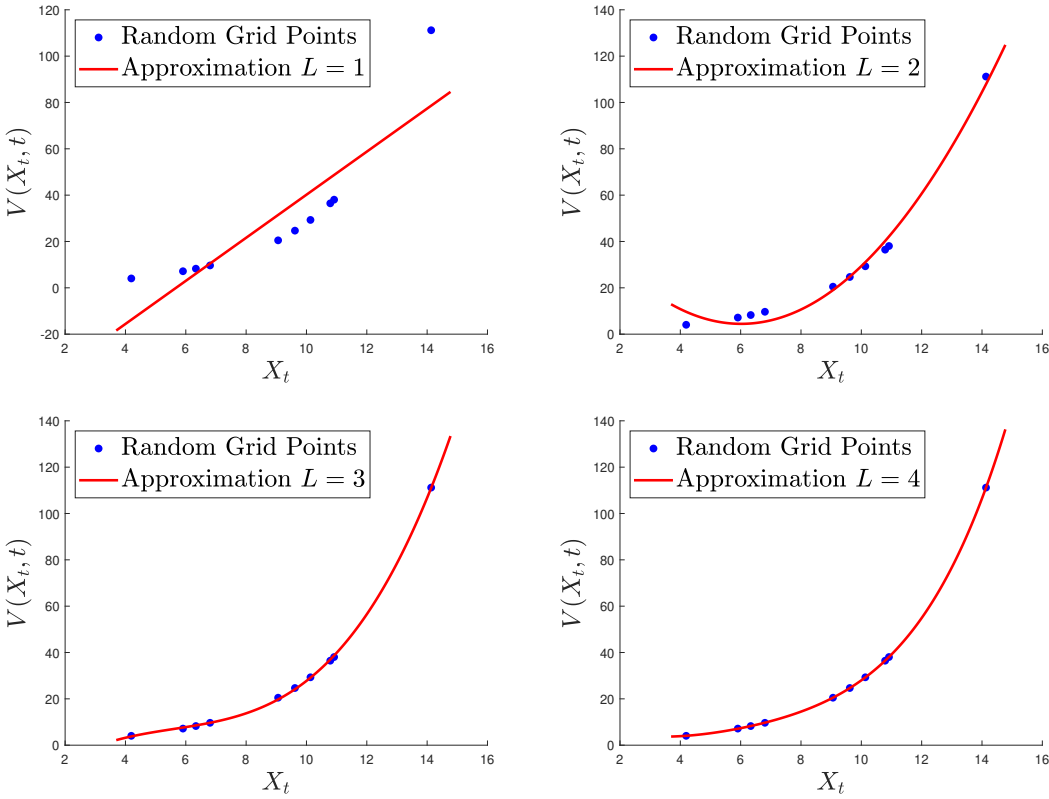 120
100
80
60
40
20
0
-20
2 4 6 8 10 12 14 16
V(X_t, t)
X_t
Random Grid Points
Approximation L = 1
140
120
100
80
60
40
20
0
2 4 6 8 10 12 14 16
V(X_t, t)
X_t
Random Grid Points
Approximation L = 2
140
120
100
80
60
40
20
0
2 4 6 8 10 12 14 16
V(X_t, t)
X_t
Random Grid Points
Approximation L = 3
140
120
100
80
60
40
20
0
2 4 6 8 10 12 14 16
V(X_t, t)
X_t
Random Grid Points
Approximation L = 4